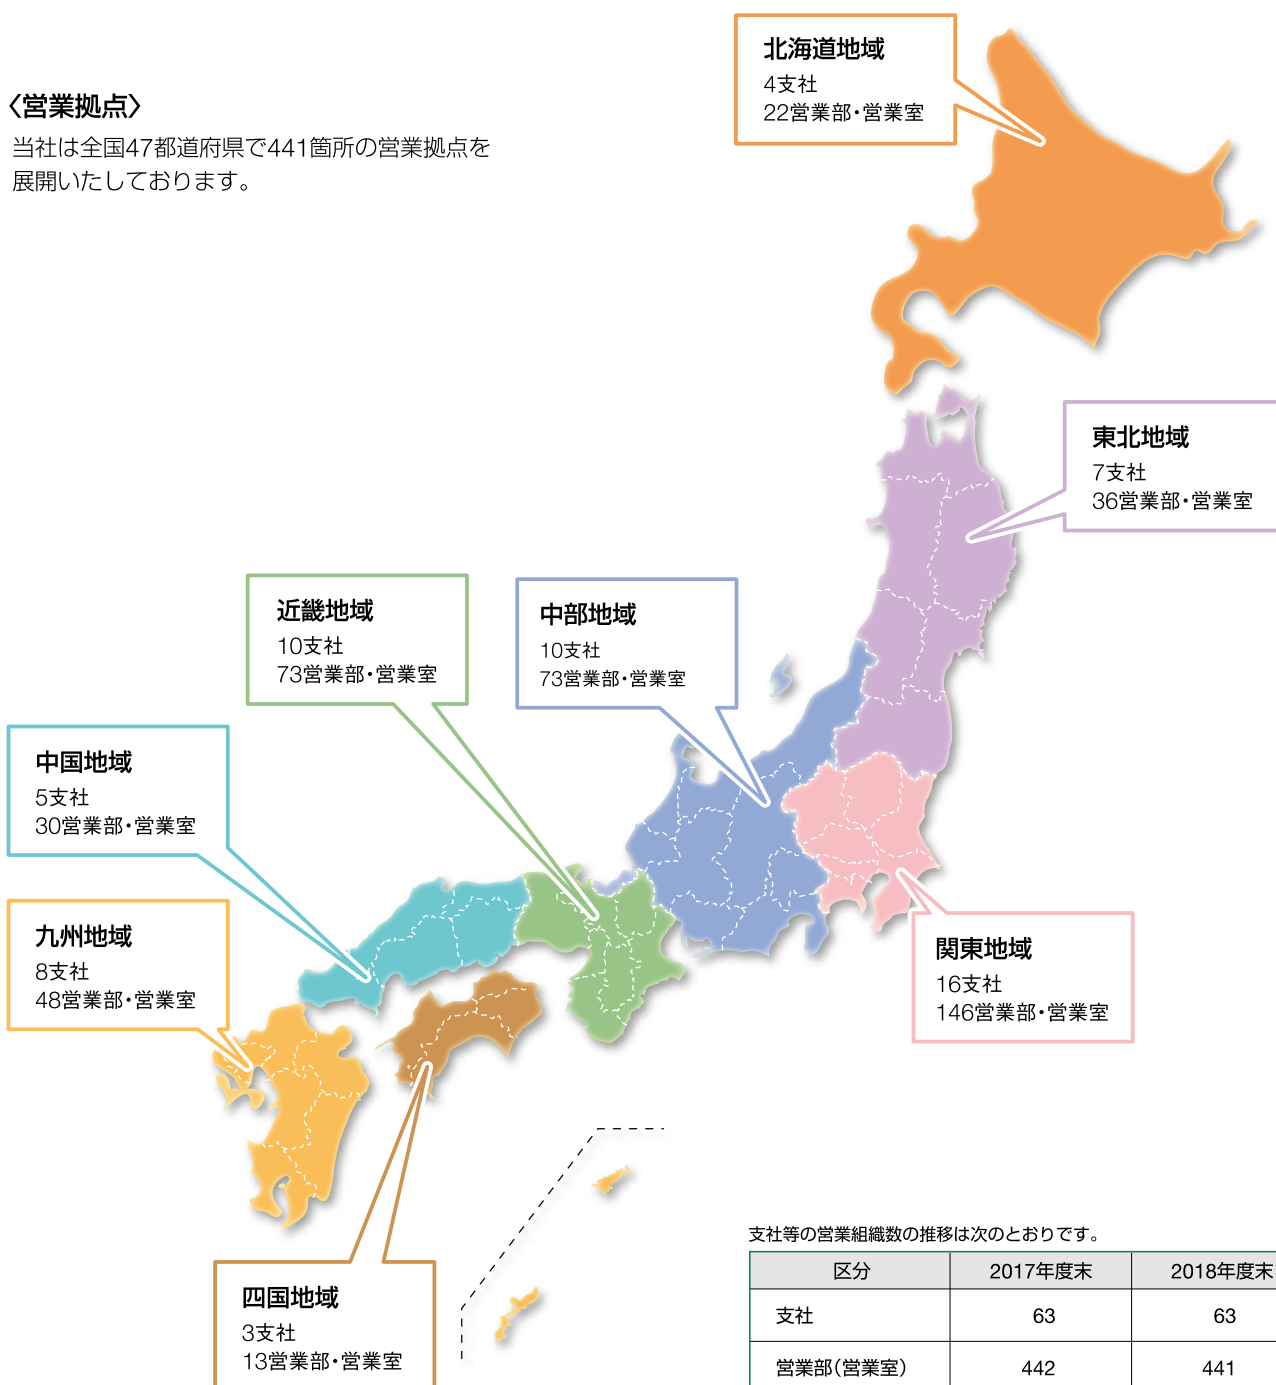 〈営業拠点〉
当社は全国47都道府県で441箇所の営業拠点を
展開いたしております。
北海道地域
4支社
22営業部・営業室
東北地域
7支社
36営業部・営業室
近畿地域
10支社
73営業部・営業室
中部地域
10支社
73営業部・営業室
中国地域
5支社
30営業部・営業室
九州地域
8支社
48営業部・営業室
関東地域
16支社
146営業部・営業室
四国地域
3支社
13営業部・営業室
支社等の営業組織数の推移は次のとおりです。
区分 2017年度末 2018年度末
支社 63 63
営業部(営業室) 442 441